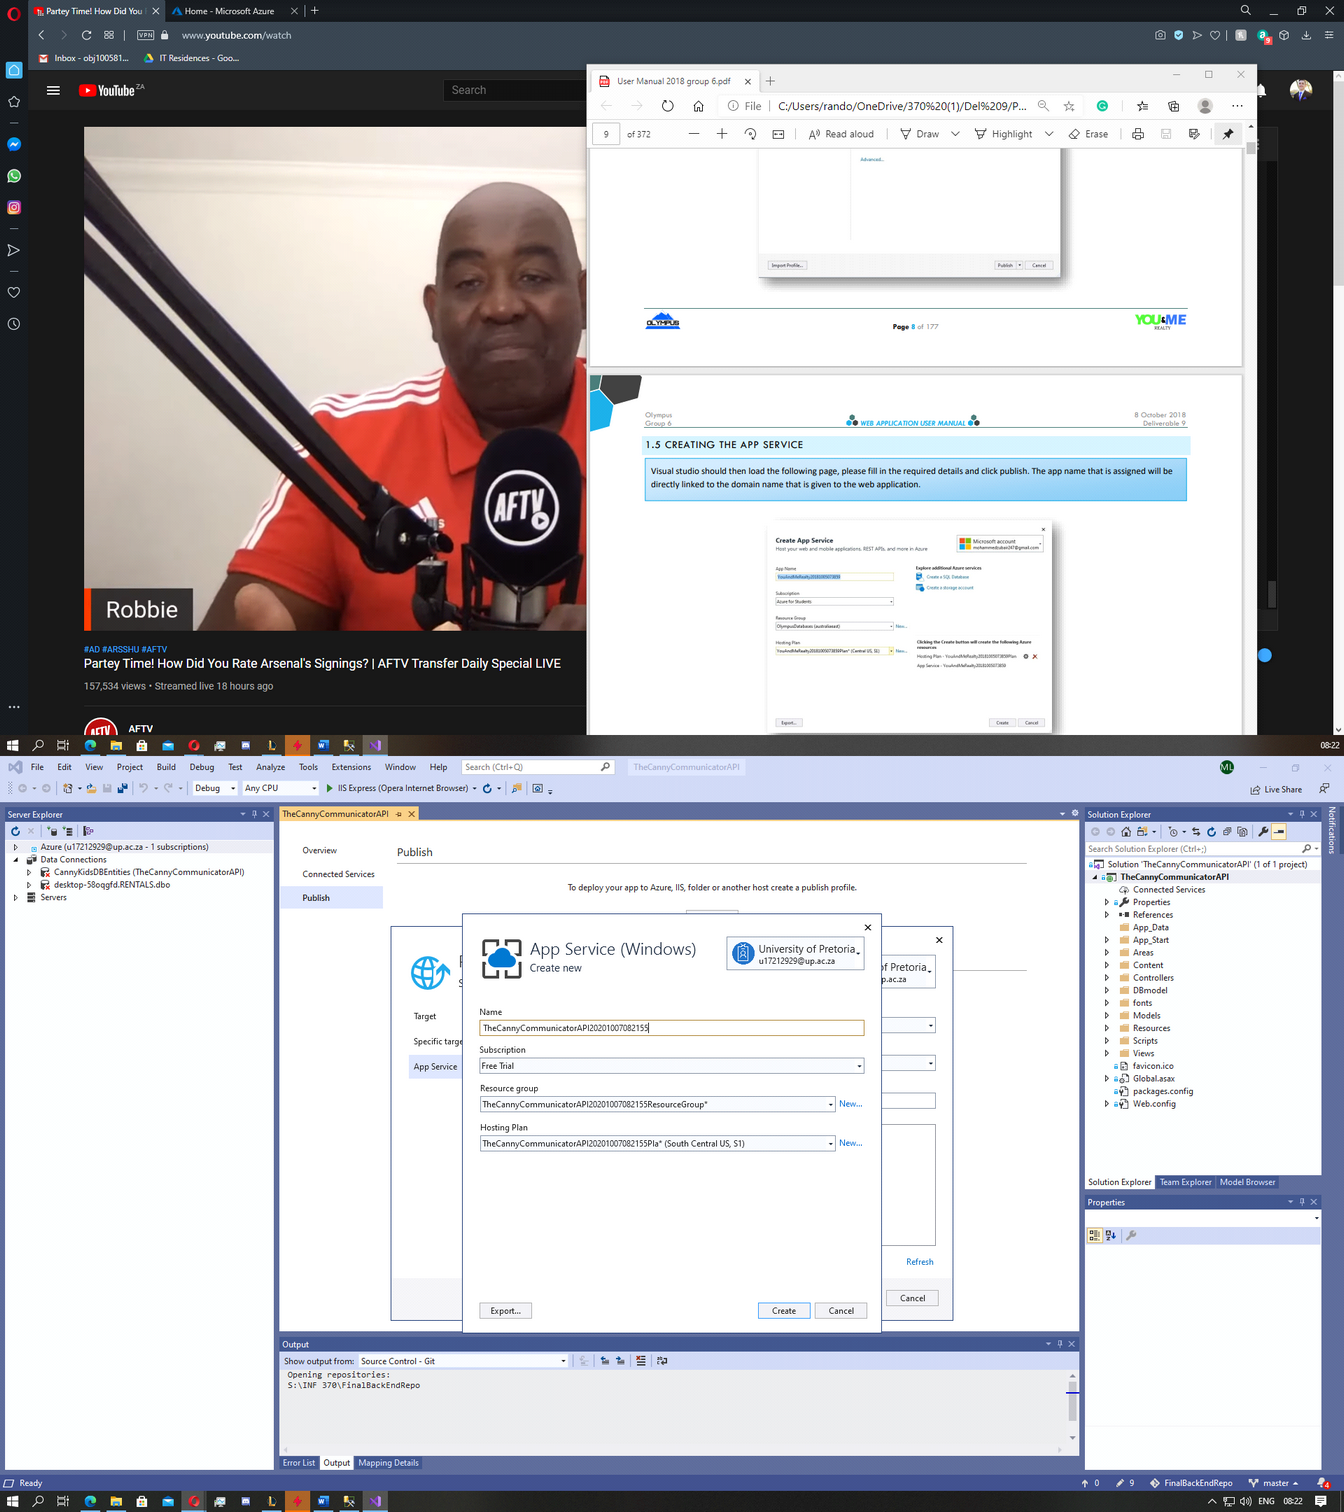 Partey Time! How Did You
Home - Microsoft Azure
VPN
www.youtube.com/watch
Inbox - obj100581...
IT Residences - Goo...
YouTube ZA
Search
Robbie
AFTV
#AD #ARSSHU #AFTV
Partey Time! How Did You Rate Arsenal's Signings? | AFTV Transfer Daily Special LIVE
157,534 views • Streamed live 18 hours ago
AFTV
User Manual 2018 group 6.pdf
File
C:/Users/rando/OneDrive/370%20(1)/Del%209/P...
9 of 372
Read aloud
Draw
Highlight
Erase
Advanced...
Import Profile...
Publish
Cancel
OLYMPUS
Page 8 of 177
YOU&ME
REALTY
Olympus
Group 6
WEB APPLICATION USER MANUAL
8 October 2018
Deliverable 9
1.5 CREATING THE APP SERVICE
Visual studio should then load the following page, please fill in the required details and click publish. The app name that is assigned will be
directly linked to the domain name that is given to the web application.
Create App Service
Host your web and mobile applications, REST APIs, and more in Azure
Microsoft account
App Name
Explore additional Azure services
Create a SQL Database
Create a storage account
Subscription
Azure for Students
Resource Group
OlympusDatabases (australiaeast)
New...
Hosting Plan
New...
Clicking the Create button will create the following Azure
resources
Export...
Create
Cancel
08:22
File Edit View Project Build Debug Test Analyze Tools Extensions Window Help
Search (Ctrl+Q)
TheCannyCommunicatorAPI
ML
Debug
Any CPU
IIS Express (Opera Internet Browser)
Live Share
Server Explorer
Azure (u17212929@up.ac.za - 1 subscriptions)
Data Connections
CannyKidsDBEntities (TheCannyCommunicatorAPI)
desktop-58oqgfd.RENTALS.dbo
Servers
TheCannyCommunicatorAPI
Overview
Connected Services
Publish
Publish
To deploy your app to Azure, IIS, folder or another host create a publish profile.
Target
Specific targe
App Service
of Pretoria
p.ac.za
Refresh
Cancel
App Service (Windows)
Create new
University of Pretoria
u17212929@up.ac.za
Name
TheCannyCommunicatorAPI20201007082155
Subscription
Free Trial
Resource group
TheCannyCommunicatorAPI20201007082155ResourceGroup*
New...
Hosting Plan
TheCannyCommunicatorAPI20201007082155Pla* (South Central US, S1)
New...
Export...
Create
Cancel
Solution Explorer
Search Solution Explorer (Ctrl+;)
Solution 'TheCannyCommunicatorAPI' (1 of 1 project)
TheCannyCommunicatorAPI
Connected Services
Properties
References
App_Data
App_Start
Areas
Content
Controllers
DBmodel
fonts
Models
Resources
Scripts
Views
favicon.ico
Global.asax
packages.config
Web.config
Notifications
Solution Explorer
Team Explorer
Model Browser
Properties
Output
Show output from: Source Control - Git
Opening repositories:
S:\INF 370\FinalBackEndRepo
Error List
Output
Mapping Details
Ready
0
9
FinalBackEndRepo
master
4
ENG
08:22